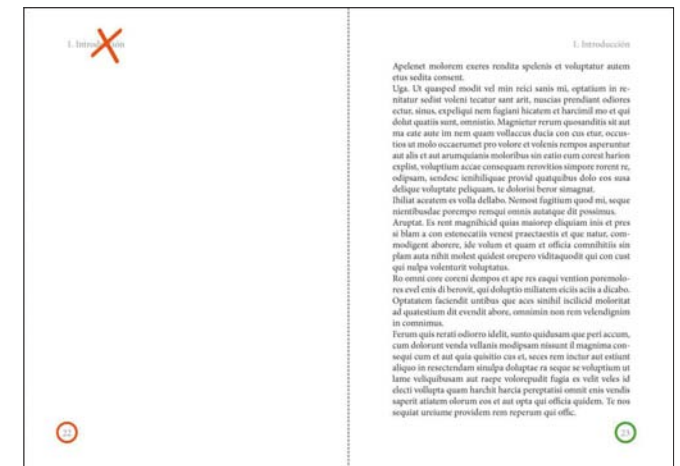 1. Introducción
1. Introducción
Apelenet molorem exeres rendita spelenis et voluptatur autem
etus sedita consent.
Uga. Ut quasped modit vel min reici sanis mi, optatium in re-
nitatur sedist voleni tecatur sant arit, nuscias prendiant odiores
ectur, sinus, expeliqui nem fugiani hicatem et harcimil mo et qui
dolut quatiis sunt, omnistio. Magnietur rerum quosanditis sit aut
ma eate aute im nem quam vollaccus ducia con cus etur, occus-
tios ut molo occaerumet pro volore et volenis rempos asperuntur
aut alis et aut arumquianis moloribus sin eatio eum corest harion
explist, voluptium accae consequam rerovitios simpore rorent re,
odipsam, sendesc ienihiliquae provid quatquibus dolo eos susa
delique voluptate peliquam, te dolorisi beror simagnat.
Ihiliat aceatem es volla dellabo. Nemost fugitium quod mi, seque
nientibusdae porempo remqui omnis autatque dit possimus.
Aruptat. Es rent magnihicid quias maiorep eliquiam inis et pres
si blam a con estenecatiis venest praectaestis et que natur, com-
modigent aborere, ide volum et quam et officia comnihitiis sin
plam auta nihit molest quidest orepero viditaquodit qui con cust
qui nulpa volenturit voluptatus.
Ro omni core coreni dempos et ape res eaqui vention poremolo-
res evel enis di berovit, qui doluptio miliatem eiciis aciis a dicabo.
Optatatem faciendit untibus que aces sinihil iscilicid moloritat
ad quatestium dit evendit abore, omnimin non rem velendignim
in comnimus.
Ferum quis rerati odiorro idelit, sunto quidusam que peri accum,
cum dolorunt venda vellanis modipsam nissunt il magnima con-
sequi cum et aut quia quisitio cus et, seces rem inctur aut estiunt
aliquo in resectendam sinulpa doluptae ra seque se voluptium ut
lame veliquibusam aut raepe volorepudit fugia es velit veles id
electi vollupta quam harchit harcia pereptatisi omnit enis vendis
saperit atiatem olorum eos et aut opta qui officia quidem. Te nos
sequiat ureiume providem rem reperum qui offic.
22
23